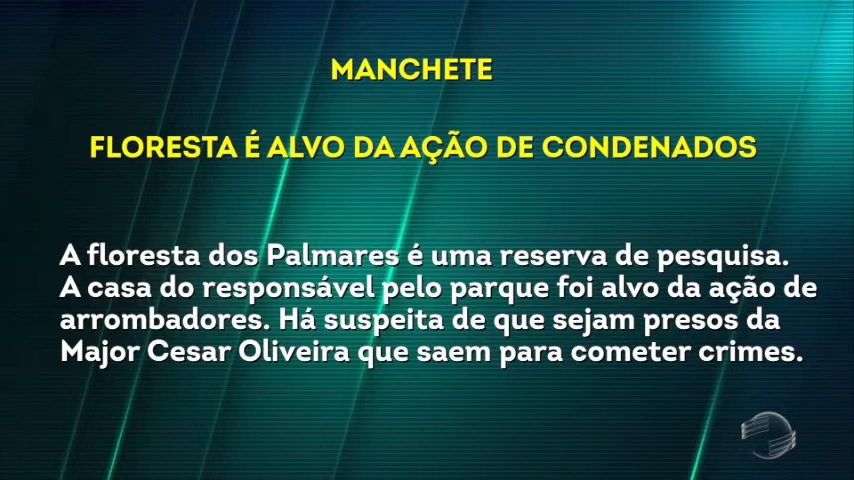 MANCHETE
FLORESTA É ALVO DA AÇÃO DE CONDENADOS
A floresta dos Palmares é uma reserva de pesquisa.
A casa do responsável pelo parque foi alvo da ação de
arrombadores. Há suspeita de que sejam presos da
Major Cesar Oliveira que saem para cometer crimes.